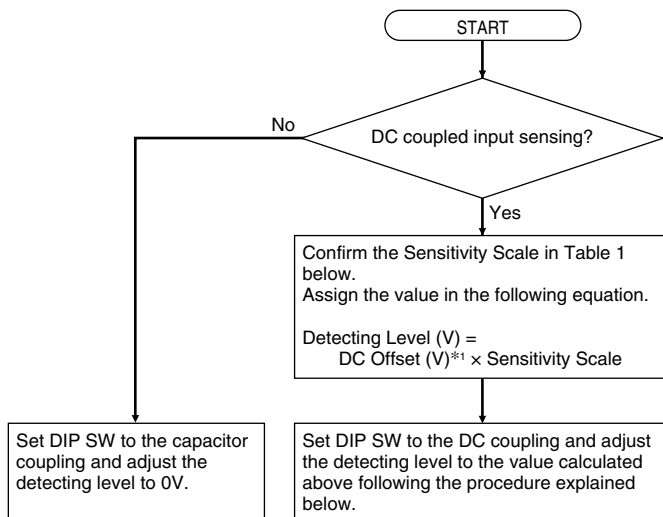 START
DC coupled input sensing?
No
Yes
Confirm the Sensitivity Scale in Table 1
below.
Assign the value in the following equation.
Detecting Level (V) =
DC Offset (V)*1 × Sensitivity Scale
Set DIP SW to the capacitor
coupling and adjust the
detecting level to 0V.
Set DIP SW to the DC coupling and adjust
the detecting level to the value calculated
above following the procedure explained
below.